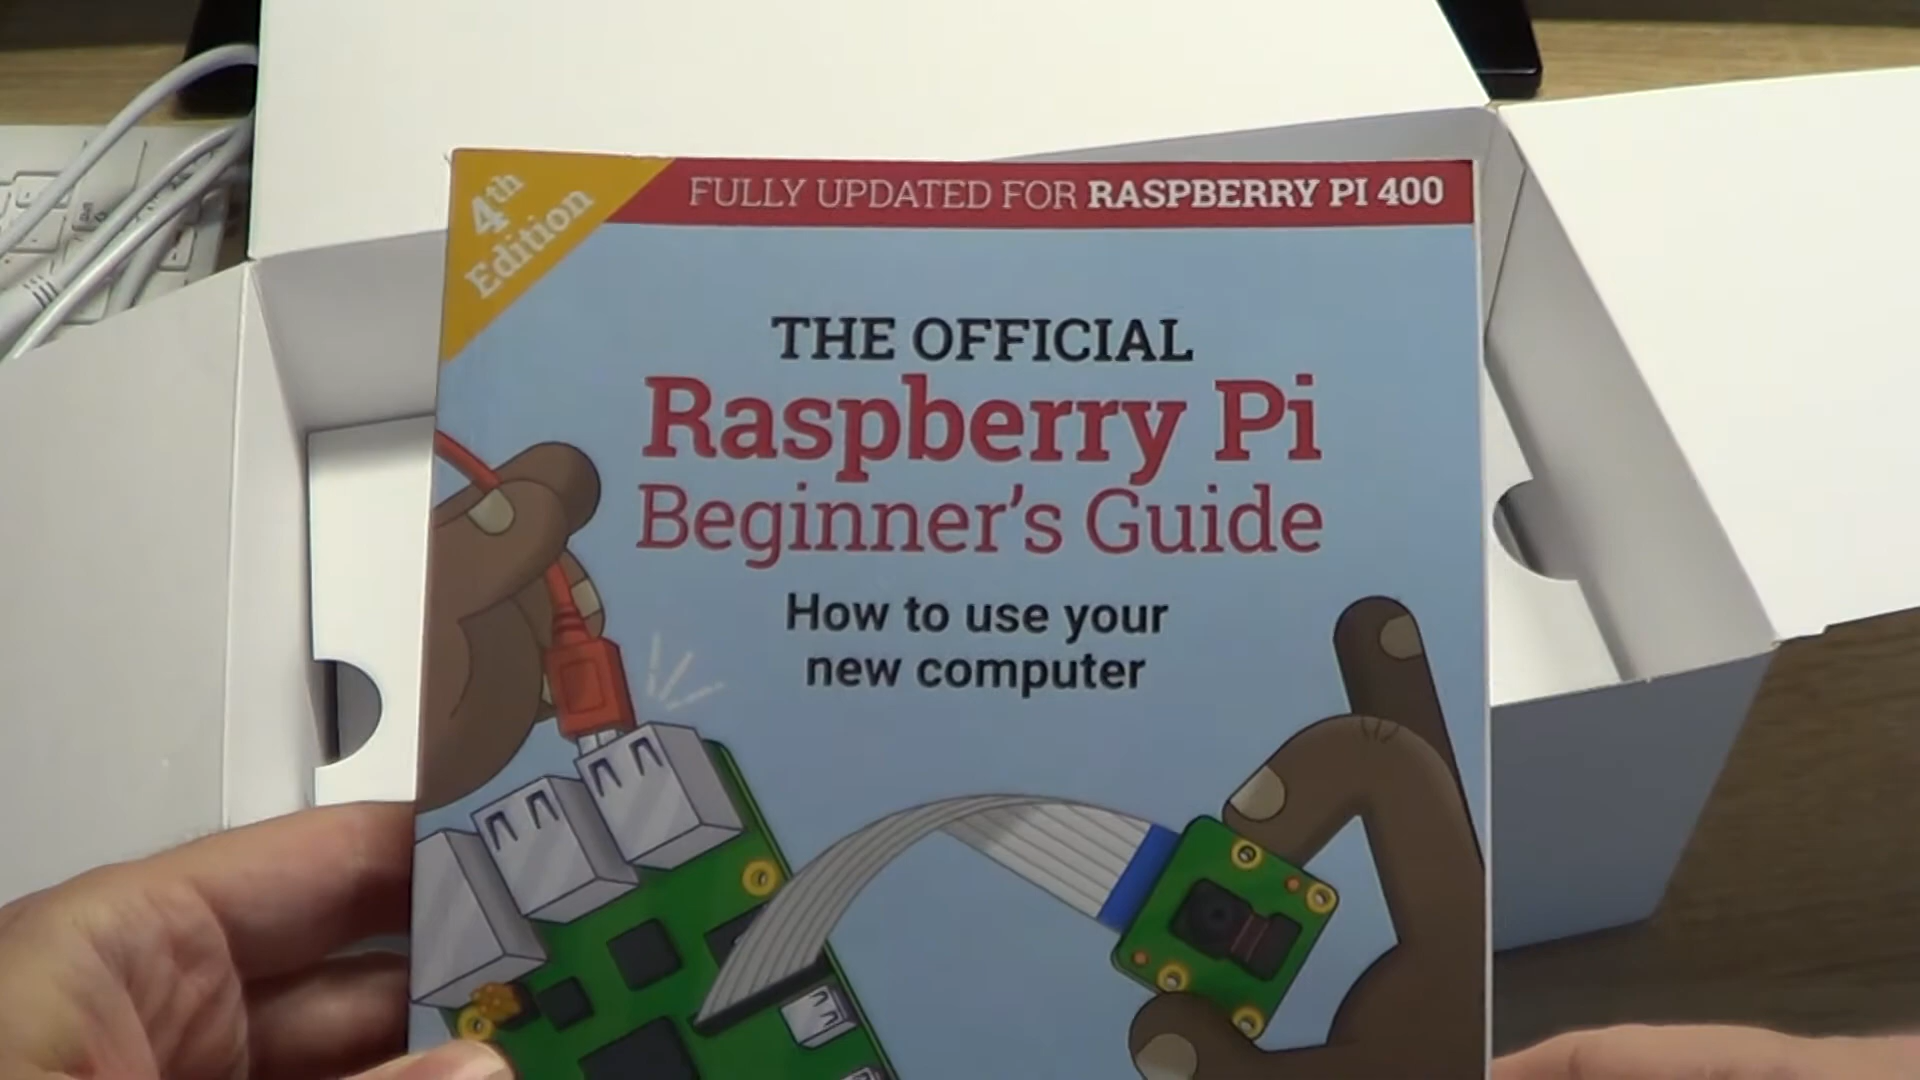 4th
Edition
FULLY UPDATED FOR RASPBERRY PI 400
THE OFFICIAL
Raspberry Pi
Beginner's Guide
How to use your
new computer